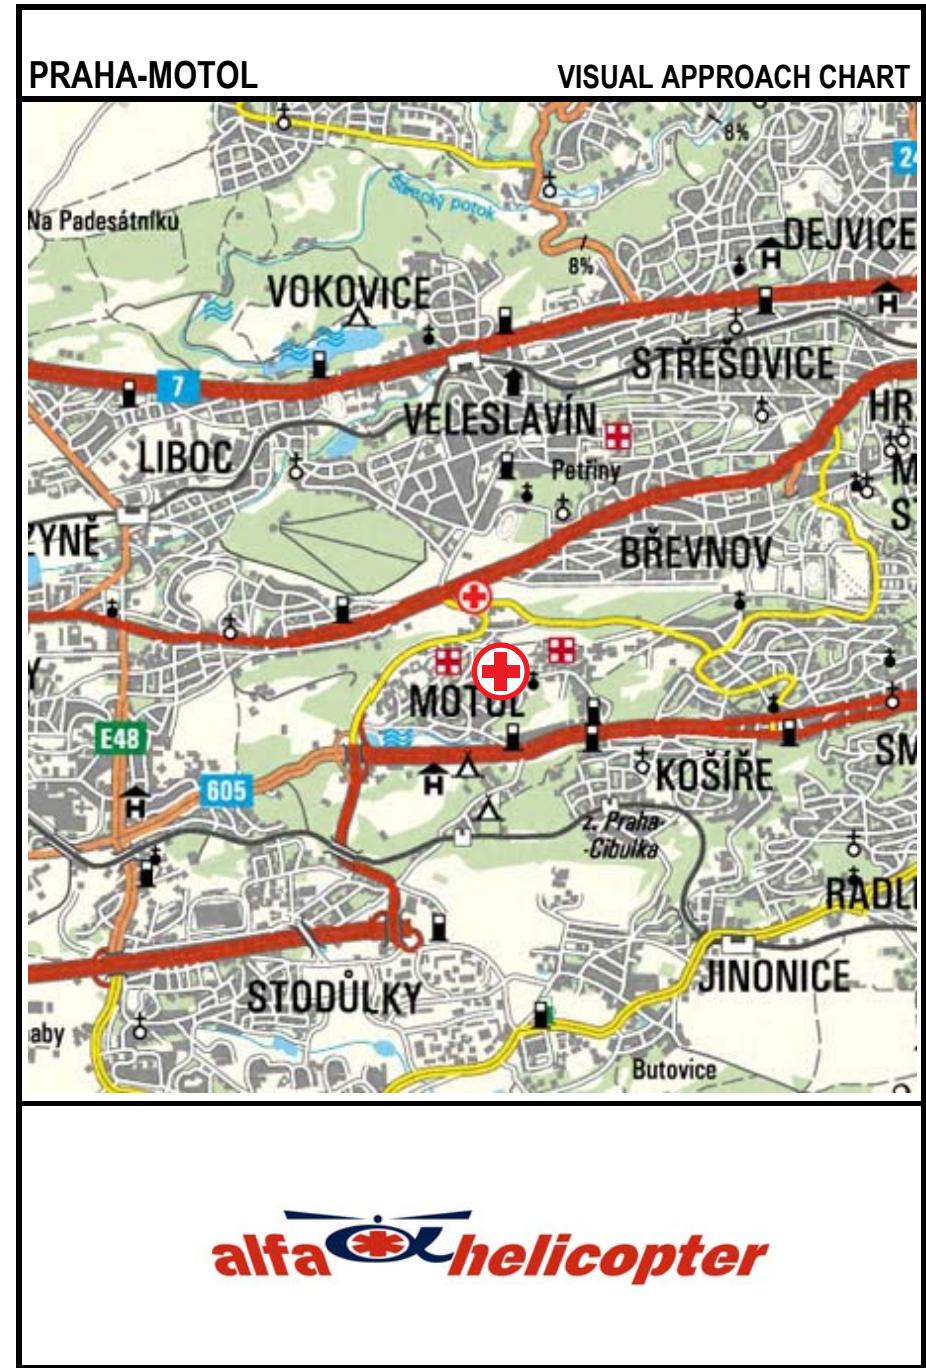 PRAHA-MOTOL
VISUAL APPROACH CHART
8%
Na Padesátníku
Šárecký potok
DEJVICE
8%
VOKOVICE
STŘEŠOVICE
7
VELESLAVÍN
LIBOC
Petřiny
BŘEVNOV
MOTOL
E48
605
KOŠÍŘE
z. Praha-
-Cibulka
JINONICE
STODŮLKY
Butovice
alfa helicopter